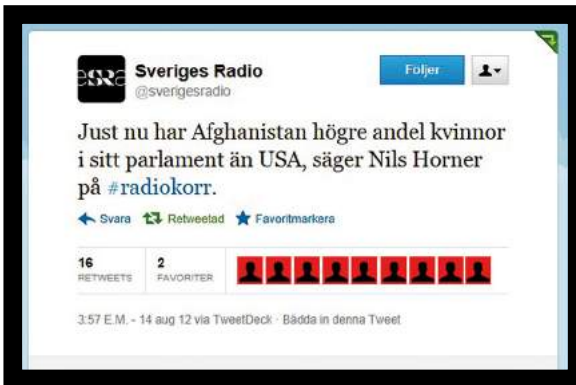 Sveriges Radio
@sverigesradio
Följer
Just nu har Afghanistan högre andel kvinnor
i sitt parlament än USA, säger Nils Horner
på #radiokorr.
Svara Retweetad Favoritmarkera
16 2
RETWEETS FAVORITER
3:57 E.M. - 14 aug 12 via TweetDeck · Bädda in denna Tweet